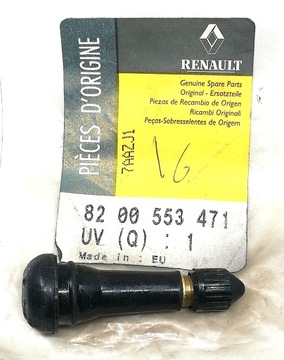 RENAULT
PIÈCES D'ORIGINE
Genuine Spare Parts
Original - Ersatzteile
Piezas de Recambio de Origen
Ricambi Originali
Peças-Sobresselentes de Origem
7AAZJ1
16
82 00 553 471
UV (Q) : 1
Made in : EU